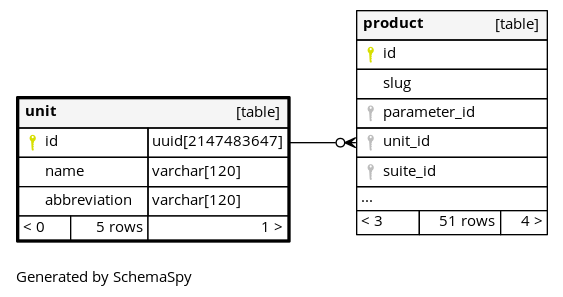 unit [table]
id uuid[2147483647]
name varchar[120]
abbreviation varchar[120]
< 0 5 rows 1 >
product [table]
id
slug
parameter_id
unit_id
suite_id
...
< 3 51 rows 4 >
Generated by SchemaSpy